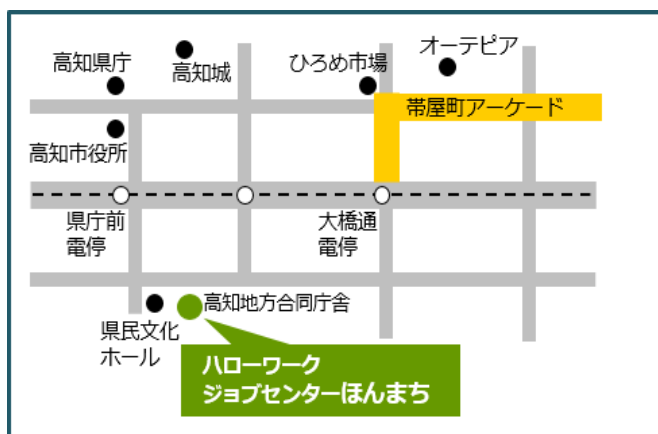 オーテピア
高知県庁
高知城
ひろめ市場
帯屋町アーケード
高知市役所
県庁前
電停
大橋通
電停
高知地方合同庁舎
県民文化
ホール
ハローワーク
ジョブセンターほんまち